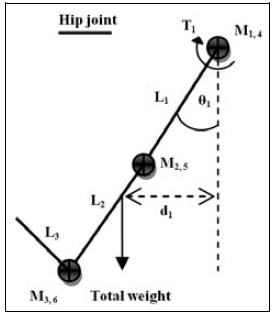 Hip joint
T1
M1,4
L1
θ1
M2,5
L2
d1
L3
M3,6
Total weight